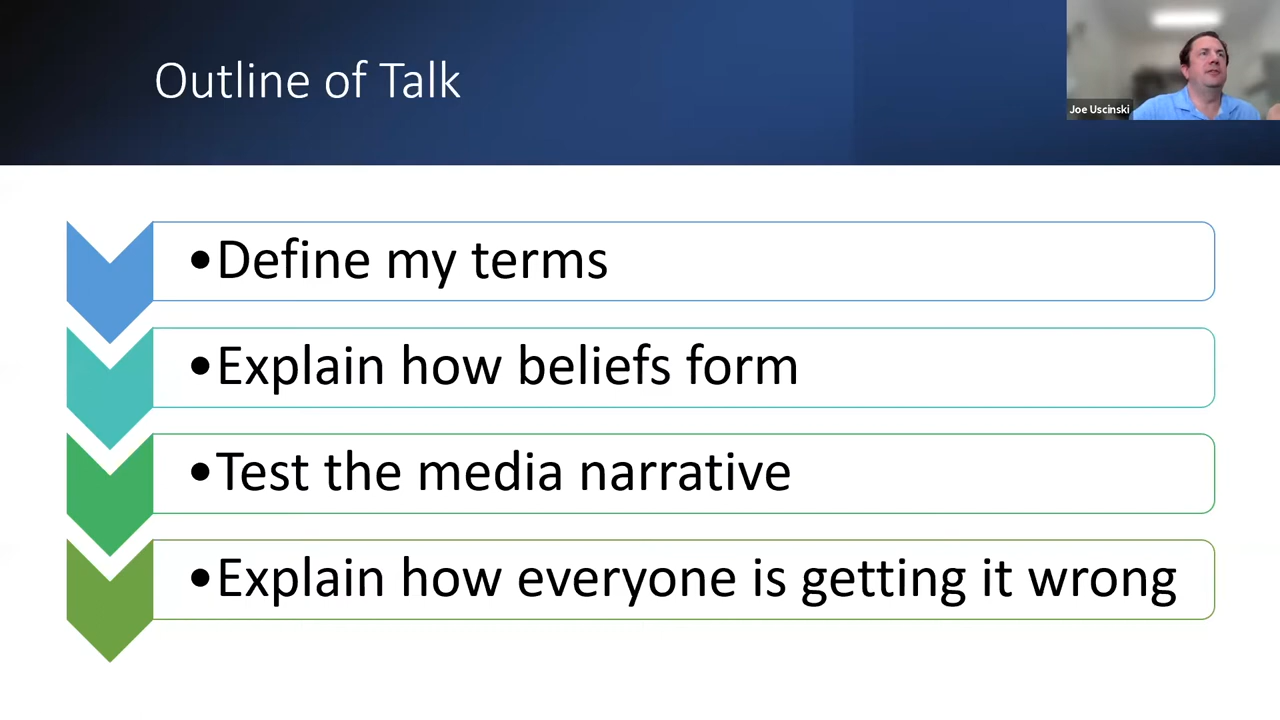 Outline of Talk
Joe Uscinski
•Define my terms
•Explain how beliefs form
•Test the media narrative
•Explain how everyone is getting it wrong